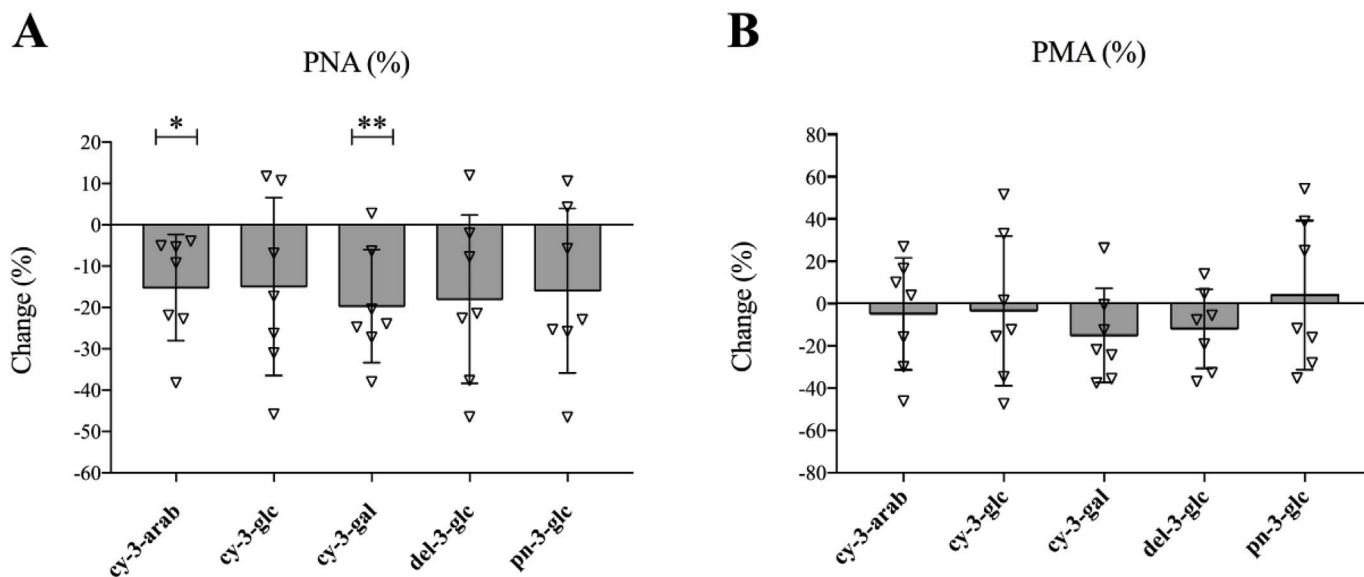 A
PNA (%)
*
**
Change (%)
20
10
0
-10
-20
-30
-40
-50
-60
cy-3-arab
cy-3-glc
cy-3-gal
del-3-glc
pn-3-glc
B
PMA (%)
Change (%)
80
60
40
20
0
-20
-40
-60
-80
cy-3-arab
cy-3-glc
cy-3-gal
del-3-glc
pn-3-glc